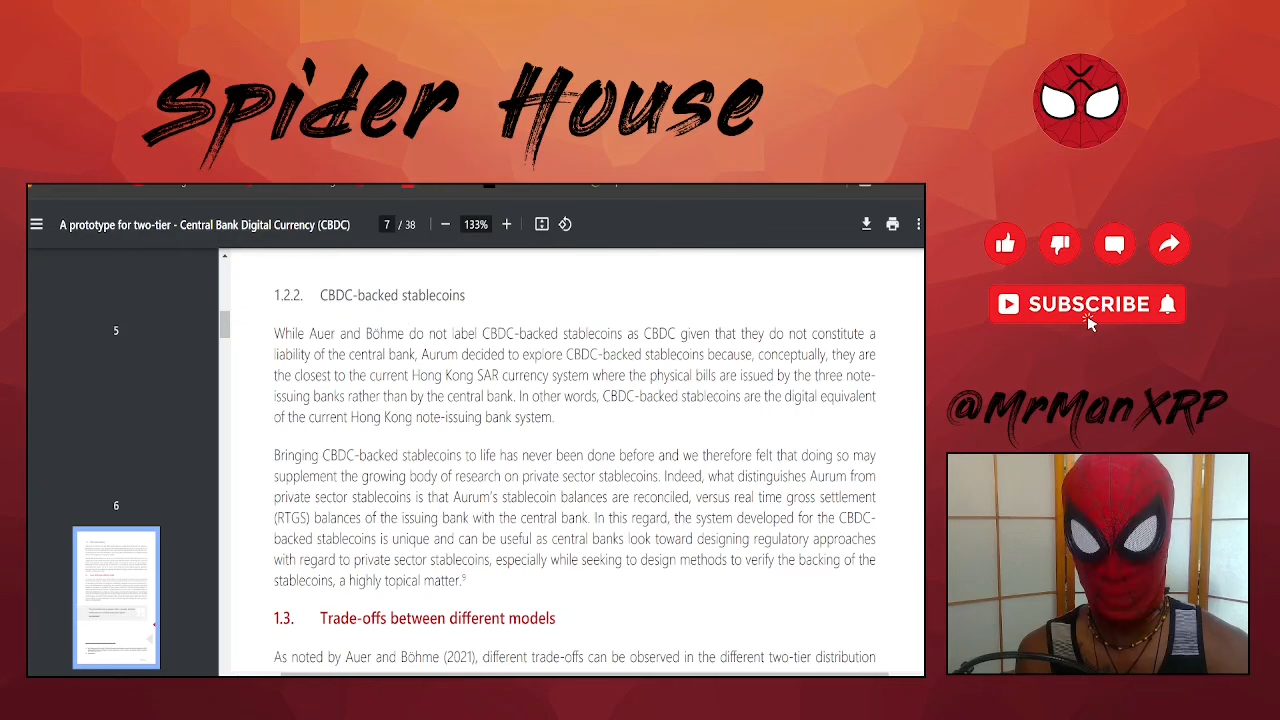 Spider House
A prototype for two-tier - Central Bank Digital Currency (CBDC)
7 / 38
133%
5
6
1.2.2. CBDC-backed stablecoins
While Auer and Böhme do not label CBDC-backed stablecoins as CBDC given that they do not constitute a
liability of the central bank, Aurum decided to explore CBDC-backed stablecoins because, conceptually, they are
the closest to the current Hong Kong SAR currency system where the physical bills are issued by the three note-
issuing banks rather than by the central bank. In other words, CBDC-backed stablecoins are the digital equivalent
of the current Hong Kong note-issuing bank system.
Bringing CBDC-backed stablecoins to life has never been done before and we therefore felt that doing so may
supplement the growing body of research on private sector stablecoins. Indeed, what distinguishes Aurum from
private sector stablecoins is that Aurum's stablecoin balances are reconciled, versus real time gross settlement
(RTGS) balances of the issuing bank with the central bank. In this regard, the system developed for the CBDC-
backed stablecoin is unique and can be useful as central banks look toward designing regulatory approaches
with regard to private sector stablecoins, especially while seeking to design methods to verify the backing of the
stablecoins, a highly topical matter.
1.3. Trade-offs between different models
As noted by Auer and Böhme (2021) different trade-offs can be observed in the different two-tier distribution
SUBSCRIBE
@MrManXRP